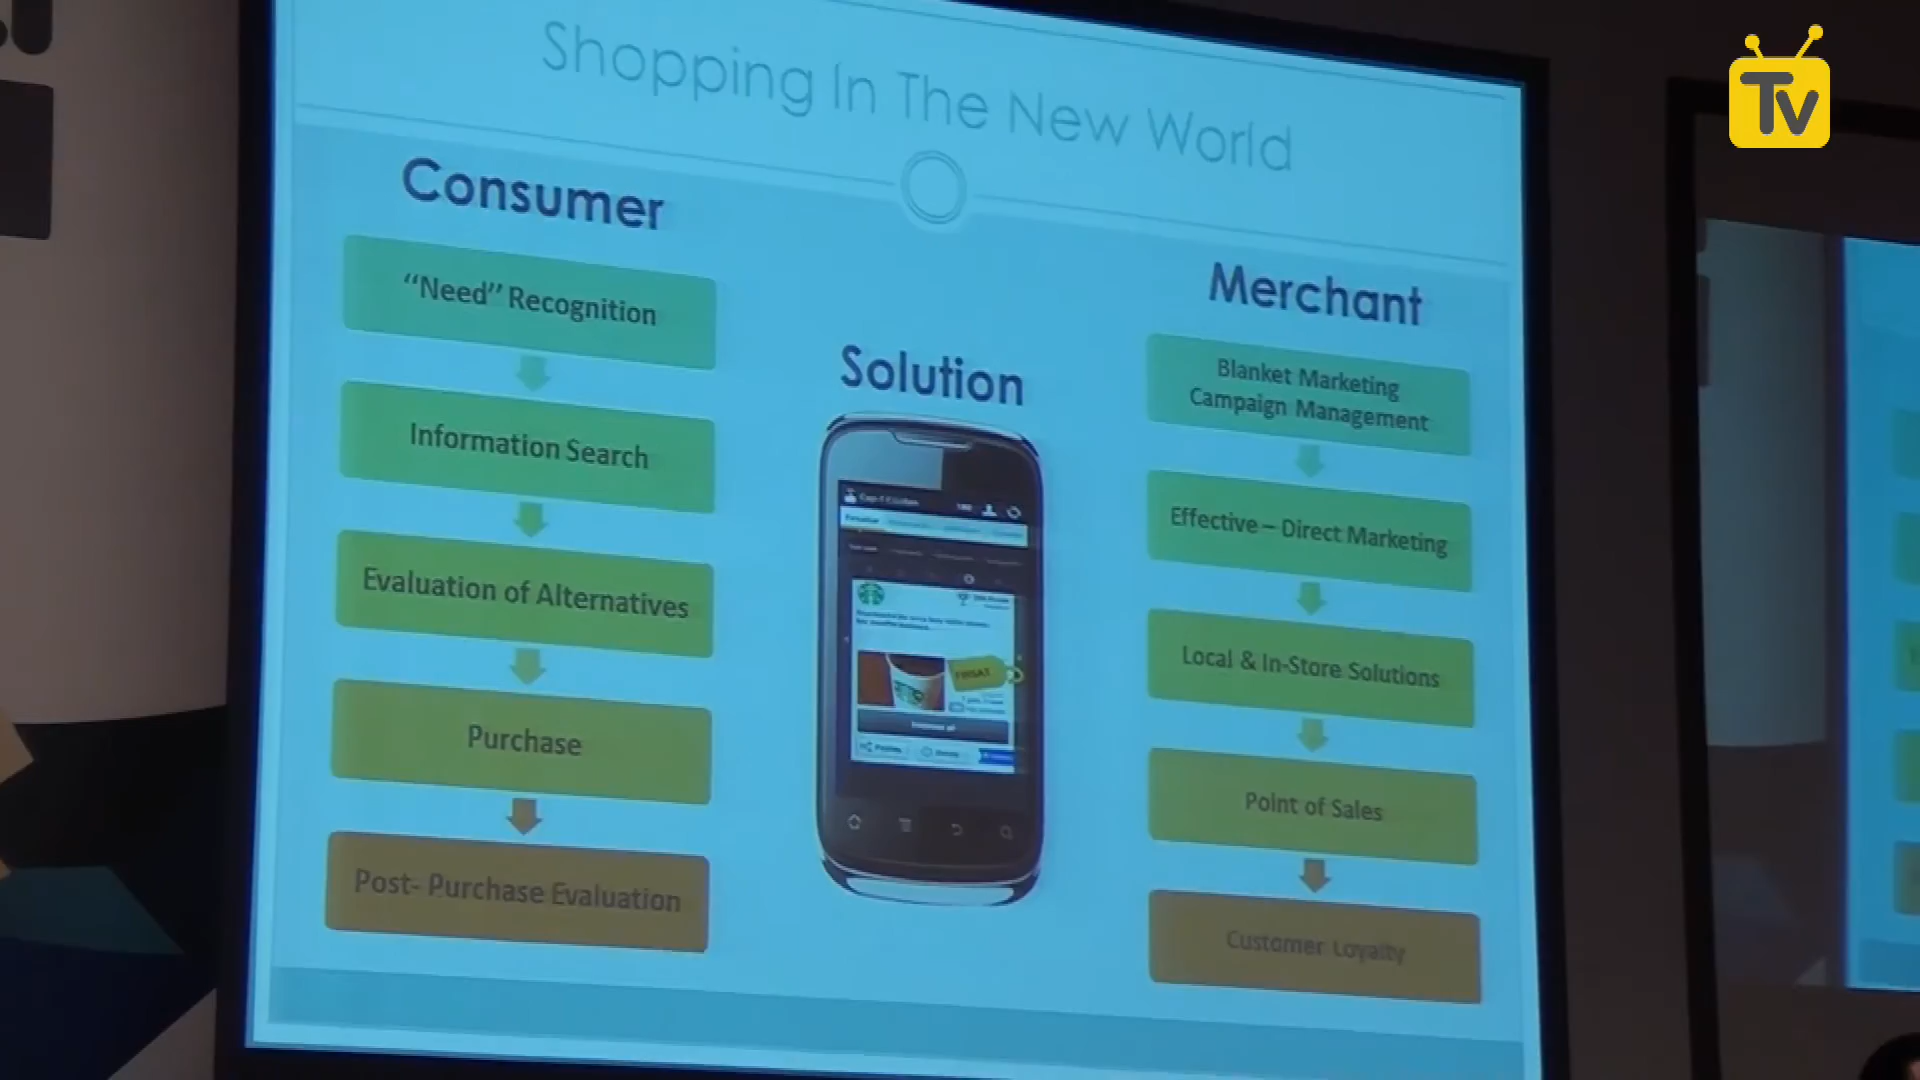 Shopping In The New World
Consumer
“Need” Recognition
Information Search
Evaluation of Alternatives
Purchase
Post- Purchase Evaluation
Solution
FIRSAT
Merchant
Blanket Marketing
Campaign Management
Effective – Direct Marketing
Local & In-Store Solutions
Point of Sales
Customer Loyalty
TV